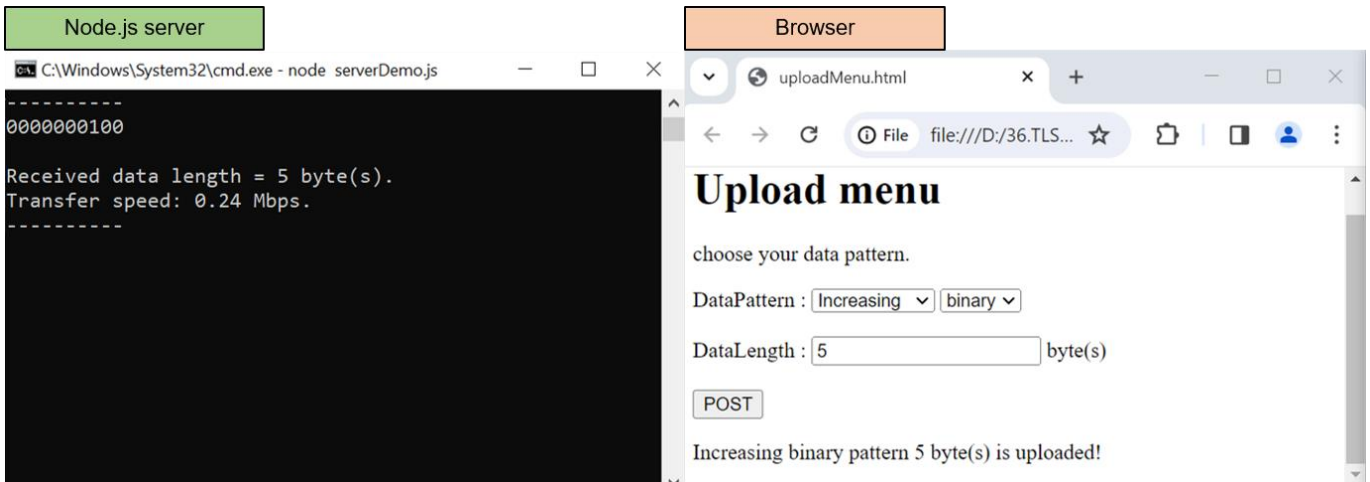 Node.js server
C:\Windows\System32\cmd.exe - node serverDemo.js
----------
0000000100
Received data length = 5 byte(s).
Transfer speed: 0.24 Mbps.
----------
Browser
uploadMenu.html
File file:///D:/36.TLS...
Upload menu
choose your data pattern.
DataPattern : Increasing binary
DataLength : 5 byte(s)
POST
Increasing binary pattern 5 byte(s) is uploaded!